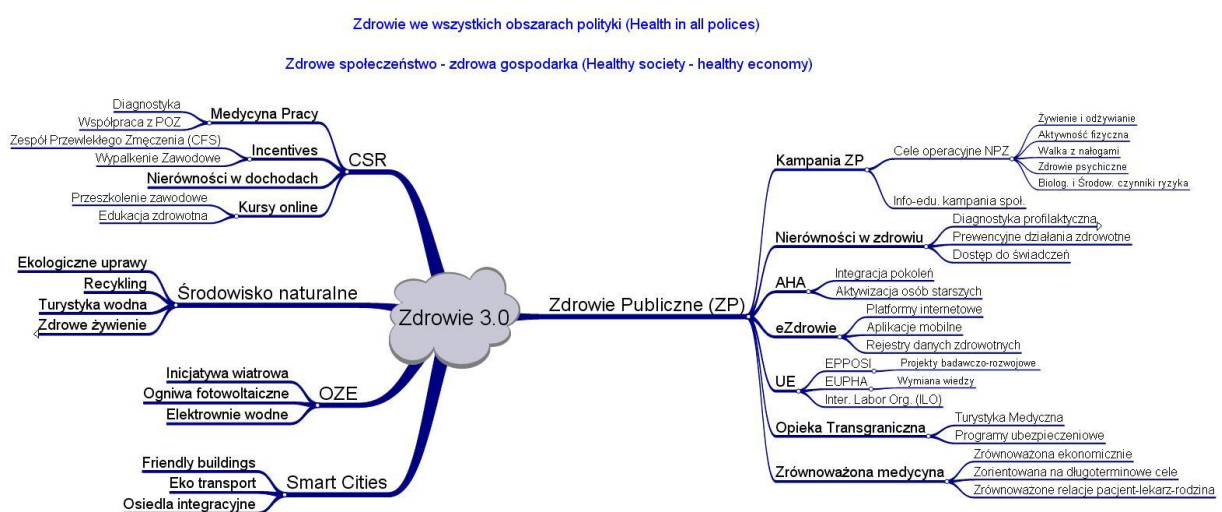 Zdrowie we wszystkich obszarach polityki (Health in all polices)
Zdrowe społeczeństwo - zdrowa gospodarka (Healthy society - healthy economy)
Zdrowie 3.0
CSR
Medycyna Pracy
Diagnostyka
Współpraca z POZ
Incentives
Zespół Przewlekłego Zmęczenia (CFS)
Wypalkenie Zawodowe
Nierówności w dochodach
Kursy online
Przeszkolenie zawodowe
Edukacja zdrowotna
Środowisko naturalne
Ekologiczne uprawy
Recykling
Turystyka wodna
Zdrowe żywienie
OZE
Inicjatywa wiatrowa
Ogniwa fotowoltaiczne
Elektrownie wodne
Smart Cities
Friendly buildings
Eko transport
Osiedla integracyjne
Zdrowie Publiczne (ZP)
Kampania ZP
Cele operacyjne NPZ
Żywienie i odżywianie
Aktywność fizyczna
Walka z nałogami
Zdrowie psychiczne
Biolog. i Środow. czynniki ryzyka
Info-edu. kampania społ.
Nierówności w zdrowiu
Diagnostyka profilaktyczna
Prewencyjne działania zdrowotne
Dostęp do świadczeń
AHA
Integracja pokoleń
Aktywizacja osób starszych
eZdrowie
Platformy internetowe
Aplikacje mobilne
Rejestry danych zdrowotnych
UE
EPPOSI
Projekty badawczo-rozwojowe
EUPHA
Wymiana wiedzy
Inter. Labor Org. (ILO)
Opieka Transgraniczna
Turystyka Medyczna
Programy ubezpieczeniowe
Zrównoważona medycyna
Zrównoważona ekonomicznie
Zorientowana na długoterminowe cele
Zrównoważone relacje pacjent-lekarz-rodzina